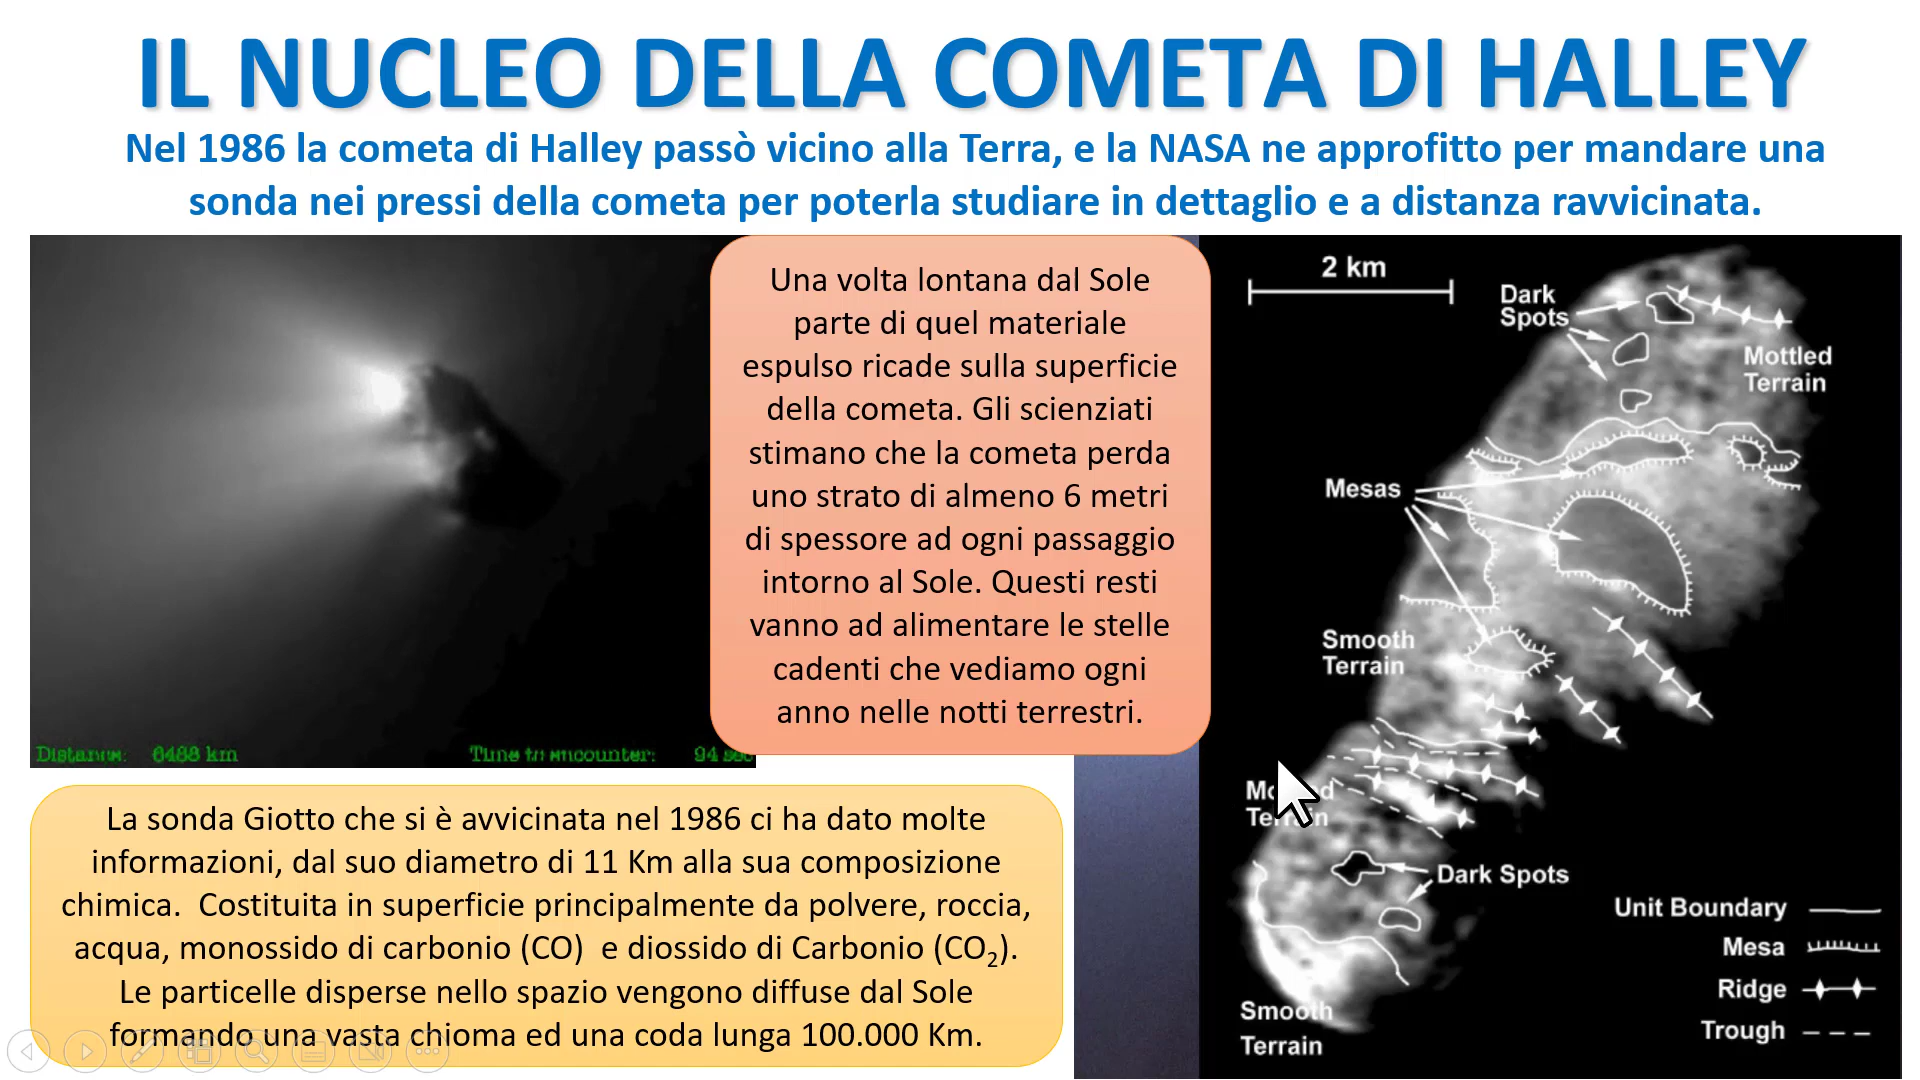 IL NUCLEO DELLA COMETA DI HALLEY
Nel 1986 la cometa di Halley passò vicino alla Terra, e la NASA ne approfitto per mandare una
sonda nei pressi della cometa per poterla studiare in dettaglio e a distanza ravvicinata.
Una volta lontana dal Sole
parte di quel materiale
espulso ricade sulla superficie
della cometa. Gli scienziati
stimano che la cometa perda
uno strato di almeno 6 metri
di spessore ad ogni passaggio
intorno al Sole. Questi resti
vanno ad alimentare le stelle
cadenti che vediamo ogni
anno nelle notti terrestri.
Distance: 6488 km
Time to encounter: 94 sec
La sonda Giotto che si è avvicinata nel 1986 ci ha dato molte
informazioni, dal suo diametro di 11 Km alla sua composizione
chimica. Costituita in superficie principalmente da polvere, roccia,
acqua, monossido di carbonio (CO) e diossido di Carbonio (CO2).
Le particelle disperse nello spazio vengono diffuse dal Sole
formando una vasta chioma ed una coda lunga 100.000 Km.
2 km
Dark
Spots
Mottled
Terrain
Mesas
Smooth
Terrain
Terrain
Dark Spots
Smooth
Terrain
Unit Boundary
Mesa
Ridge
Trough